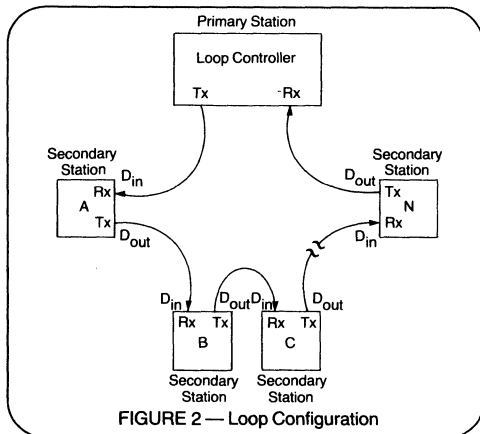 Primary Station
Loop Controller
Tx Rx
Secondary
Station
Din
Rx
A
Tx
Dout
Secondary
Station
Dout
Tx
N
Rx
Din
Din
Rx Tx
B
Dout
Din
Rx Tx
C
Dout
Secondary
Station
Secondary
Station
FIGURE 2 — Loop Configuration